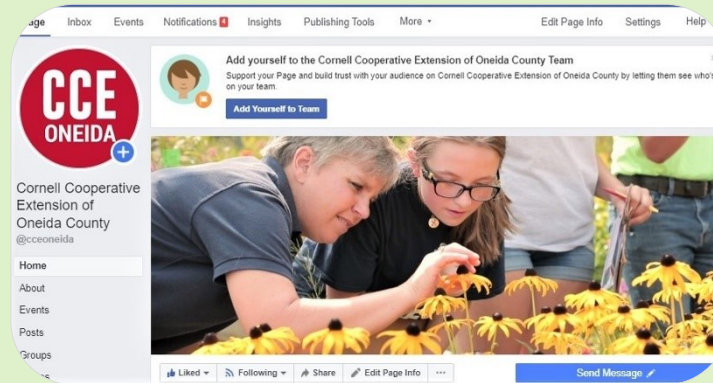 Inbox
Events
Notifications 4
Insights
Publishing Tools
More
Edit Page Info
Settings
Help
CCE
ONEIDA
Add yourself to the Cornell Cooperative Extension of Oneida County Team
Support your Page and build trust with your audience on Cornell Cooperative Extension of Oneida County by letting them see who's
on your team.
Add Yourself to Team
Cornell Cooperative
Extension of
Oneida County
@cceoneida
Home
About
Events
Posts
Groups
Liked
Following
Share
Edit Page Info
Send Message